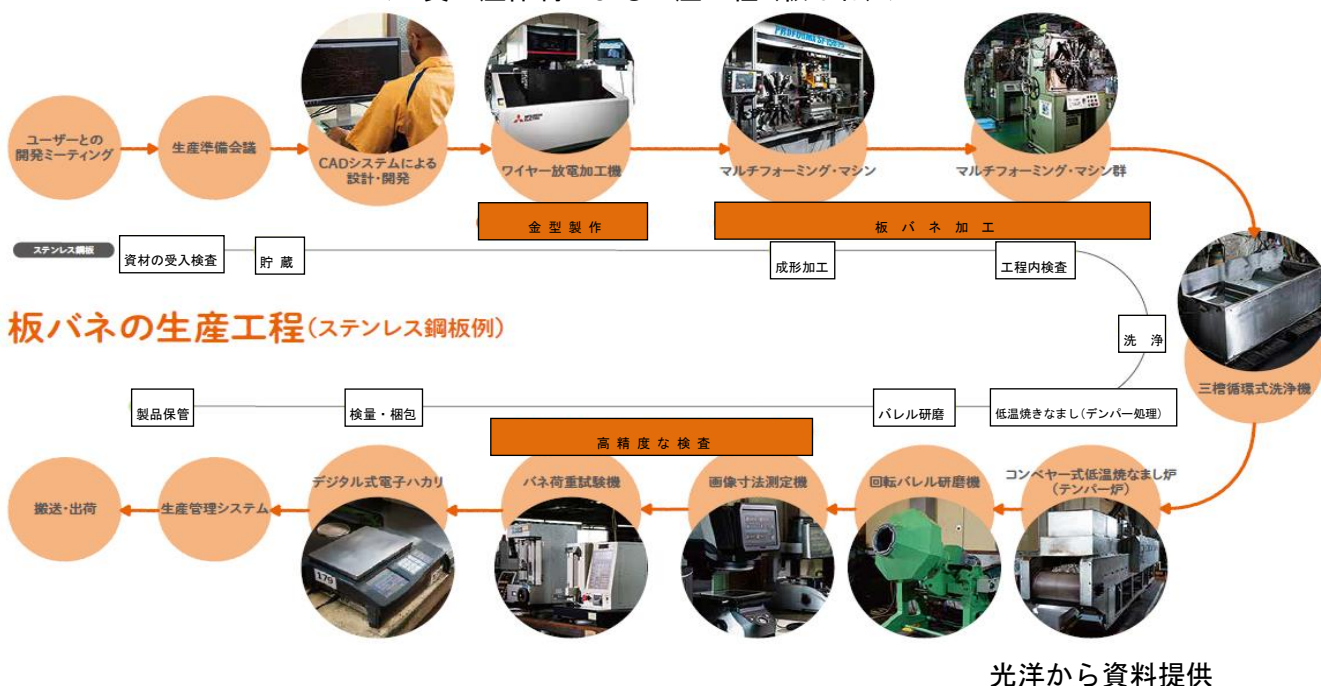 ユーザーとの
開発ミーティング
生産準備会議
CADシステムによる
設計・開発
ワイヤー放電加工機
マルチフォーミング・マシン
マルチフォーミング・マシン群
金型製作
板バネ加工
ステンレス鋼板
資材の受入検査
貯蔵
成形加工
工程内検査
板バネの生産工程(ステンレス鋼板例)
洗浄
三槽循環式洗浄機
製品保管
検量・梱包
バレル研磨
低温焼きなまし(デンパー処理)
高精度な検査
搬送・出荷
生産管理システム
デジタル式電子ハカリ
バネ荷重試験機
画像寸法測定機
回転バレル研磨機
コンベヤー式低温焼なまし炉
(テンパー炉)
179
光洋から資料提供